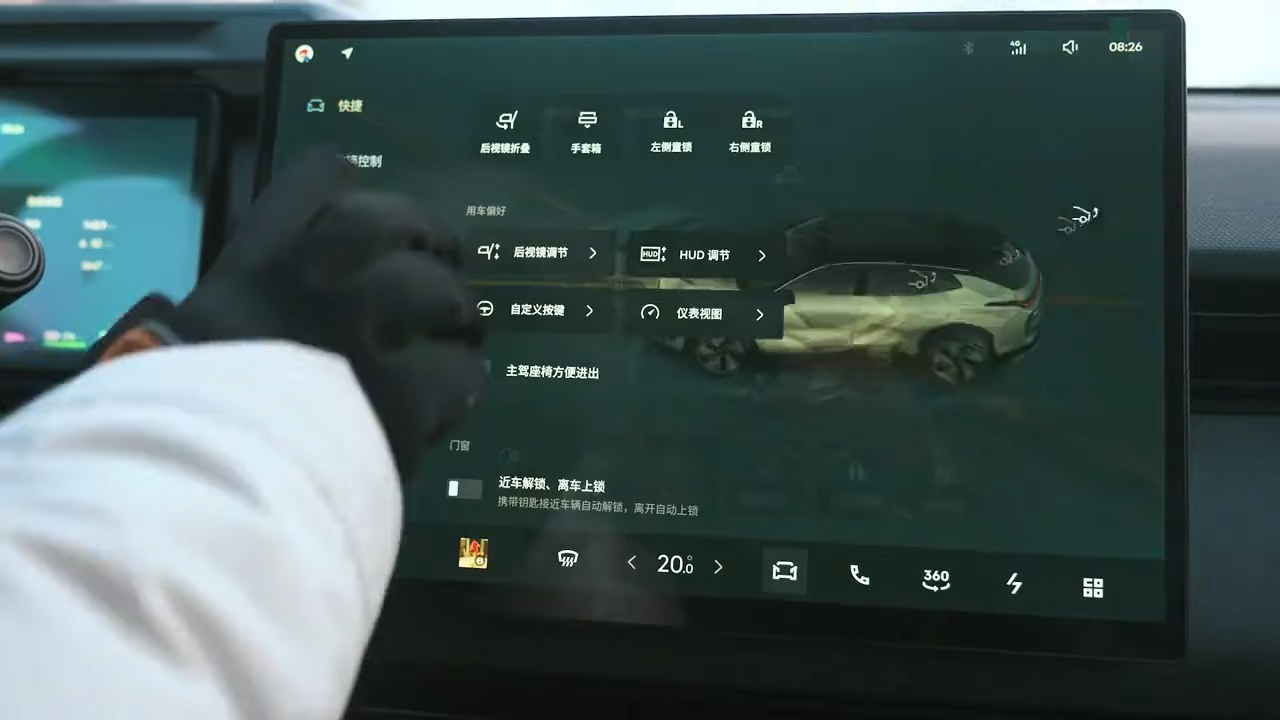 4G
08:26
快捷
控制
L
R
后视镜折叠
手套箱
左侧童锁
右侧童锁
用车偏好
后视镜调节
HUD
HUD 调节
自定义按键
仪表视图
主驾座椅方便进出
门窗
近车解锁、离车上锁
携带钥匙接近车辆自动解锁，离开自动上锁
20.0
360